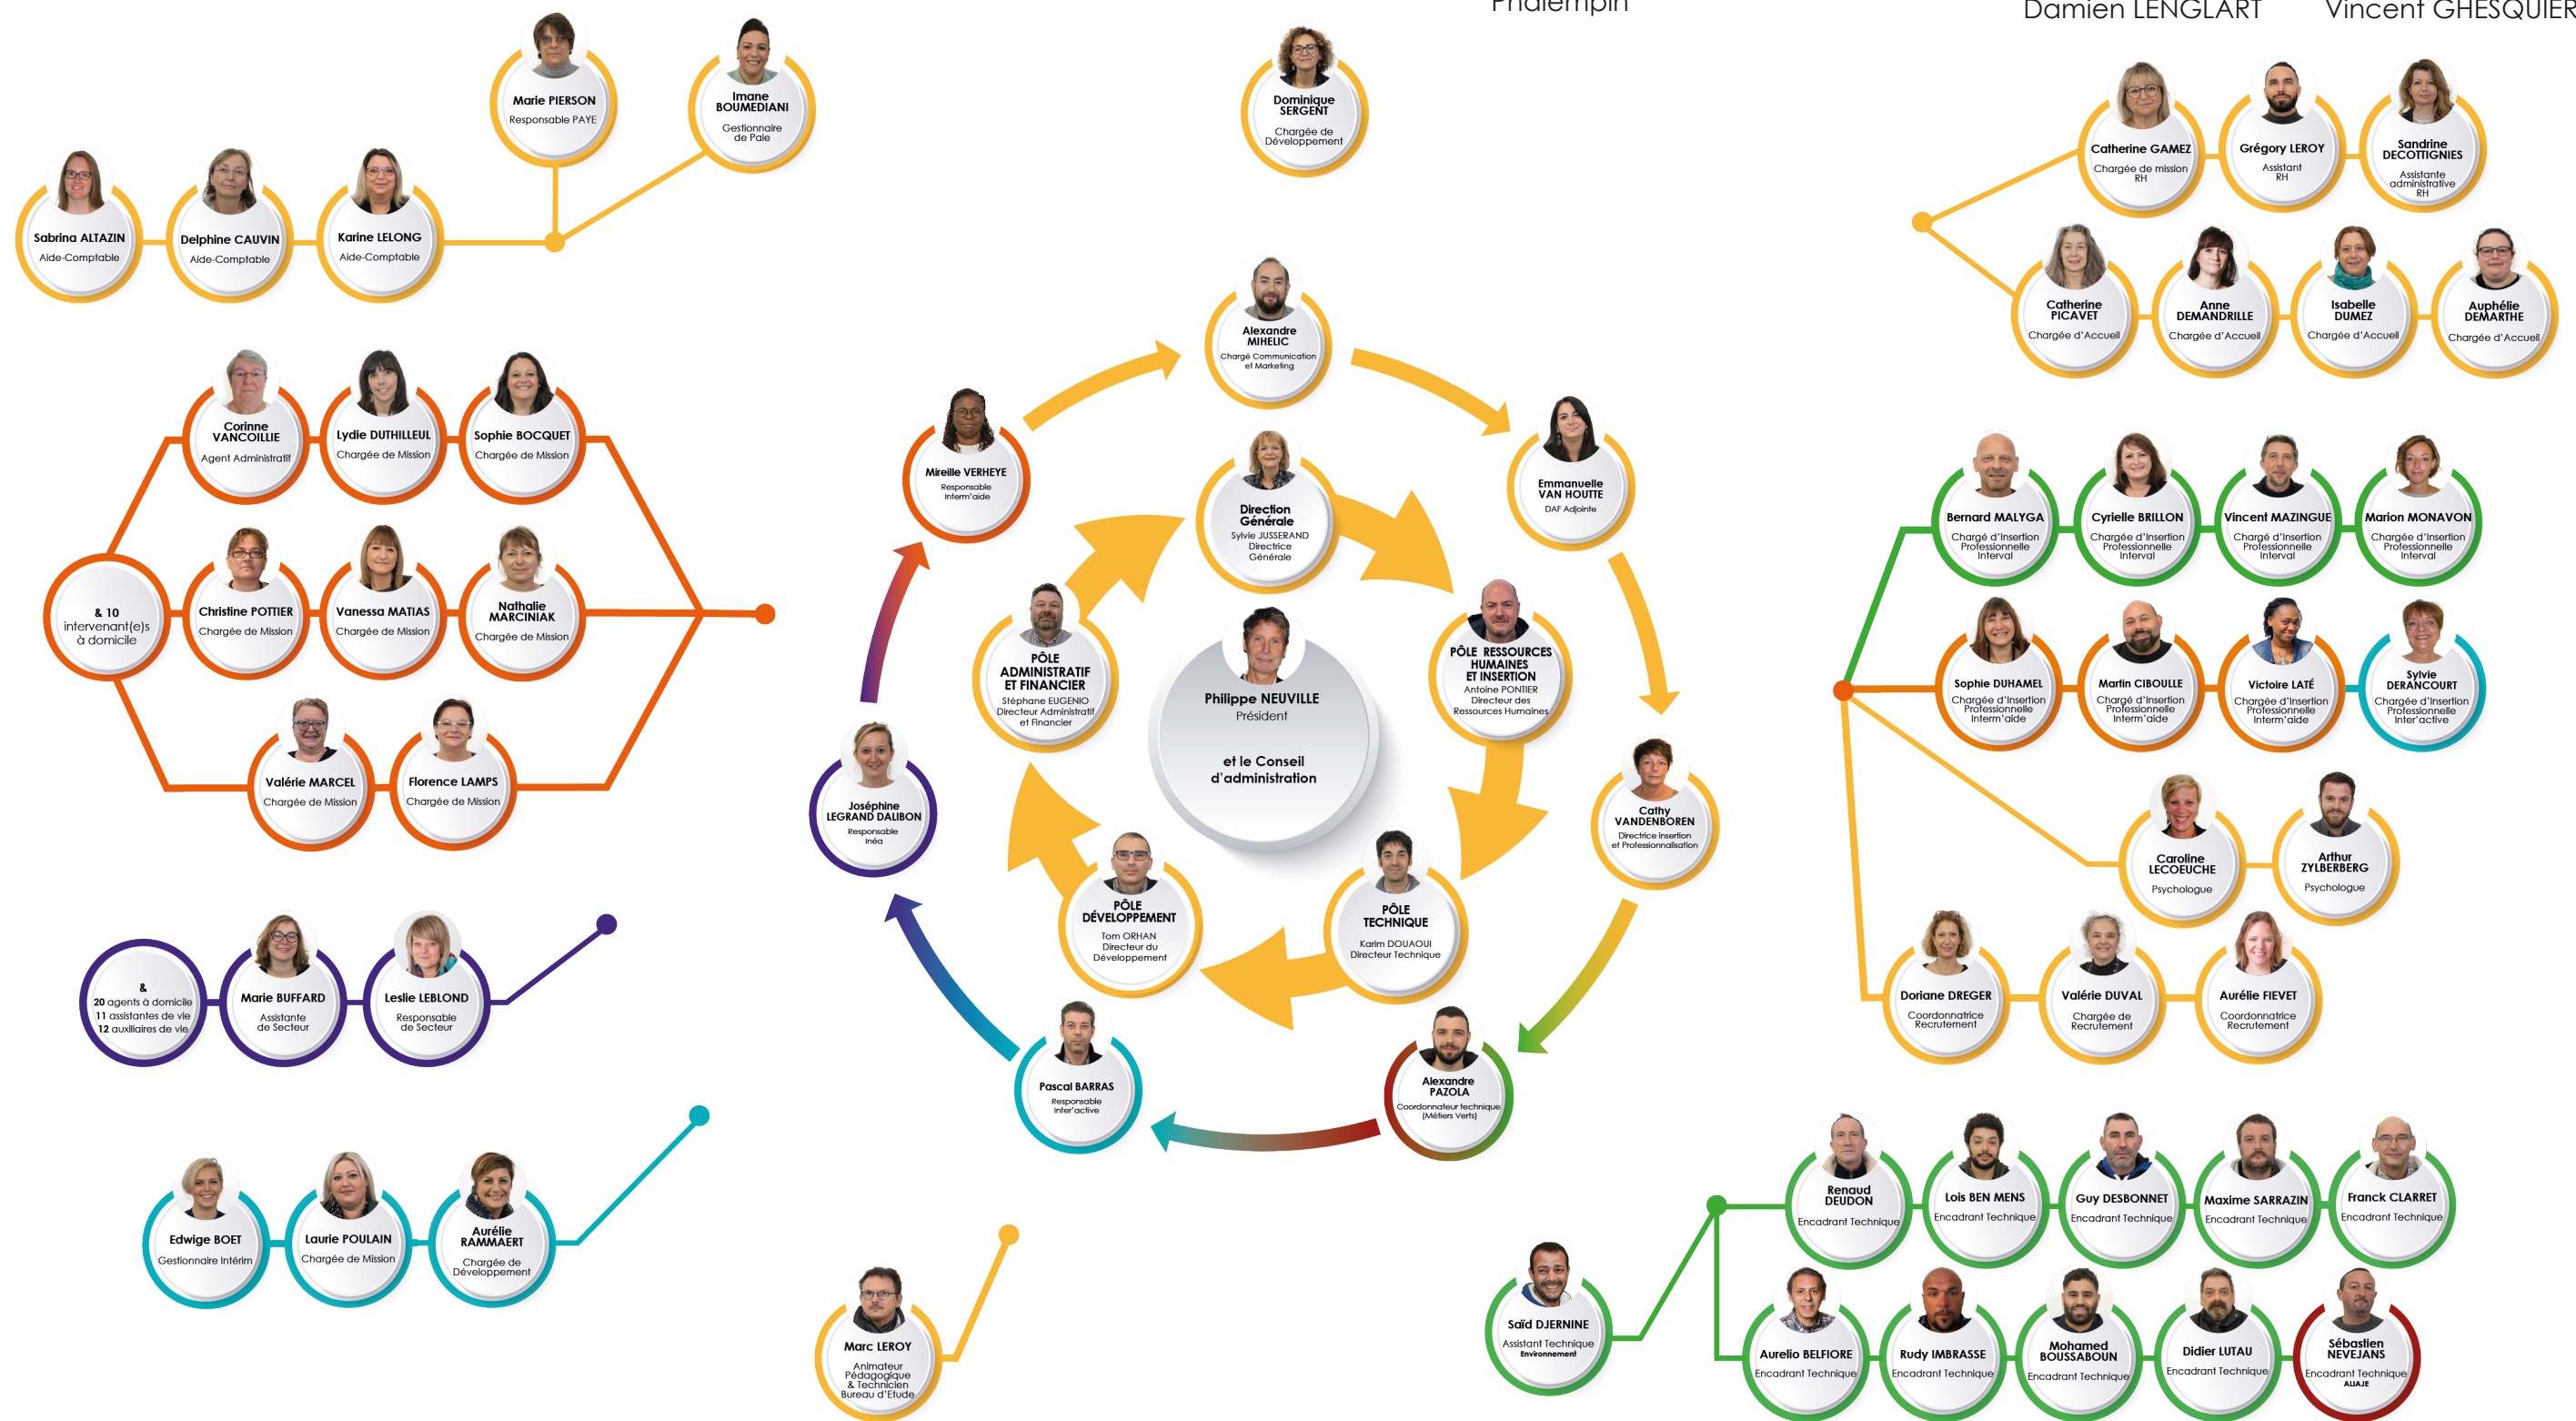 Phalempin
Damien LENGLART
Vincent GHESQUIER
Marie PIERSON
Responsable PAYE
Imane
BOUMEDIANI
Gestionnaire
de Paie
Dominique
SERGENT
Chargée de
Développement
Catherine GAMEZ
Chargée de mission
RH
Grégory LEROY
Assistant
RH
Sandrine
DECOTTIGNIES
Assistante
administrative
RH
Sabrina ALTAZIN
Aide-Comptable
Delphine CAUVIN
Aide-Comptable
Karine LELONG
Aide-Comptable
Catherine
PICAVET
Chargée d'Accueil
Anne
DEMANDRILLE
Chargée d'Accueil
Isabelle
DUMEZ
Chargée d'Accueil
Auphélie
DEMARTHE
Chargée d'Accueil
Alexandre
MIHELIC
Chargé Communication
et Marketing
Corinne
VANCOILLIE
Agent Administratif
Lydie DUTHILLEUL
Chargée de Mission
Sophie BOCQUET
Chargée de Mission
Mireille VERHEYE
Responsable
Interm'aide
Emmanuelle
VAN HOUTTE
DAF Adjointe
Direction
Générale
Sylvie JUSSERAND
Directrice
Générale
Bernard MALYGA
Chargé d'Insertion
Professionnelle
Interval
Cyrielle BRILLON
Chargée d'Insertion
Professionnelle
Interval
Vincent MAZINGUE
Chargé d'Insertion
Professionnelle
Interval
Marion MONAVON
Chargée d'Insertion
Professionnelle
Interval
& 10
intervenant(e)s
à domicile
Christine POTTIER
Chargée de Mission
Vanessa MATIAS
Chargée de Mission
Nathalie
MARCINIAK
Chargée de Mission
PÔLE
ADMINISTRATIF
ET FINANCIER
Stéphane EUGENIO
Directeur Administratif
et Financier
Philippe NEUVILLE
Président
et le Conseil
d'administration
PÔLE RESSOURCES
HUMAINES
ET INSERTION
Antoine PONTIER
Directeur des
Ressources Humaines
Sophie DUHAMEL
Chargée d'Insertion
Professionnelle
Interm'aide
Martin CIBOULLE
Chargé d'Insertion
Professionnelle
Interm'aide
Victoire LATÉ
Chargée d'Insertion
Professionnelle
Interm'aide
Sylvie
DERANCOURT
Chargée d'Insertion
Professionnelle
Inter'active
Valérie MARCEL
Chargée de Mission
Florence LAMPS
Chargée de Mission
Joséphine
LEGRAND DALIBON
Responsable
Inéa
Cathy
VANDENBOREN
Directrice insertion
et Professionnalisation
Caroline
LECOEUCHE
Psychologue
Arthur
ZYLBERBERG
Psychologue
PÔLE
DÉVELOPPEMENT
Tom ORHAN
Directeur du
Développement
PÔLE
TECHNIQUE
Karim DOUAOUI
Directeur Technique
&
20 agents à domicile
11 assistantes de vie
12 auxiliaires de vie
Marie BUFFARD
Assistante
de Secteur
Leslie LEBLOND
Responsable
de Secteur
Doriane DREGER
Coordonnatrice
Recrutement
Valérie DUVAL
Chargée de
Recrutement
Aurélie FIEVET
Coordonnatrice
Recrutement
Pascal BARRAS
Responsable
Inter'active
Alexandre
PAZOLA
Coordonnateur technique
(Métiers Verts)
Edwige BOET
Gestionnaire Intérim
Laurie POULAIN
Chargée de Mission
Aurélie
RAMMAERT
Chargée de
Développement
Renaud
DEUDON
Encadrant Technique
Lois BEN MENS
Encadrant Technique
Guy DESBONNET
Encadrant Technique
Maxime SARRAZIN
Encadrant Technique
Franck CLARRET
Encadrant Technique
Marc LEROY
Animateur
Pédagogique
& Technicien
Bureau d'Etude
Saïd DJERNINE
Assistant Technique
Environnement
Aurelio BELFIORE
Encadrant Technique
Rudy IMBRASSE
Encadrant Technique
Mohamed
BOUSSABOUN
Encadrant Technique
Didier LUTAU
Encadrant Technique
Sébastien
NEVEJANS
Encadrant Technique
ALIAJE